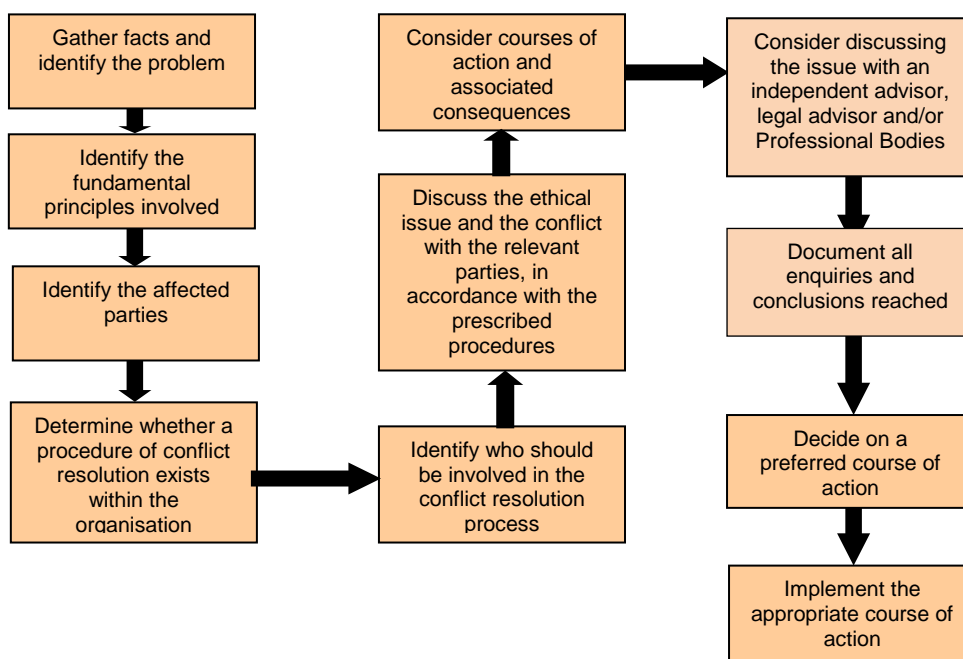 Gather facts and
identify the problem
Identify the
fundamental
principles involved
Identify the affected
parties
Determine whether a
procedure of conflict
resolution exists
within the
organisation
Identify who should
be involved in the
conflict resolution
process
Discuss the ethical
issue and the conflict
with the relevant
parties, in
accordance with the
prescribed
procedures
Consider courses of
action and
associated
consequences
Consider discussing
the issue with an
independent advisor,
legal advisor and/or
Professional Bodies
Document all
enquiries and
conclusions reached
Decide on a
preferred course of
action
Implement the
appropriate course of
action